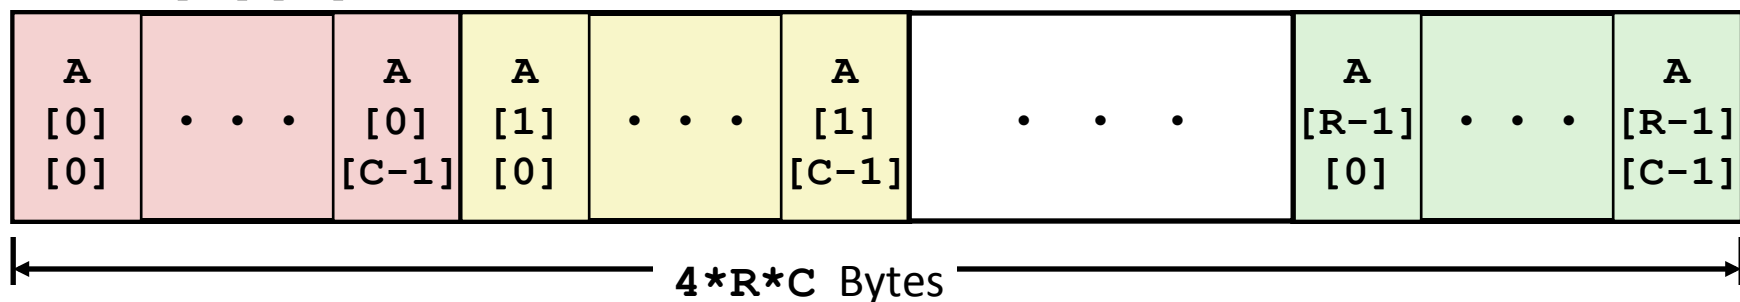 A A A A A A
[0] • • • [0] [1] • • • [1] • • • [R-1] • • • [R-1]
[0] [C-1] [0] [C-1] [0] [C-1]
4*R*C Bytes